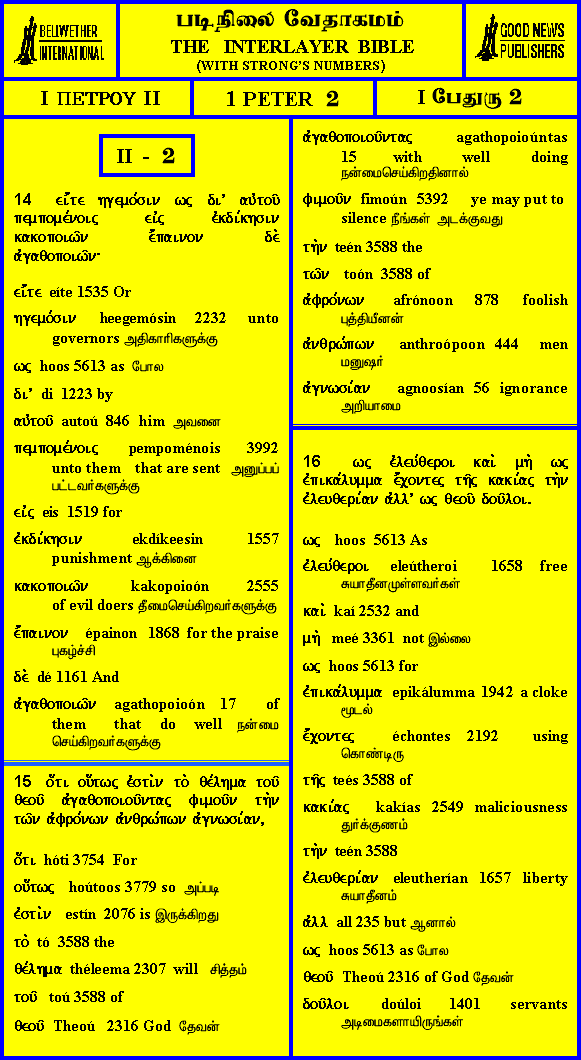 BELLWETHER
INTERNATIONAL
படிநிலை வேதாகமம்
THE INTERLAYER BIBLE
(WITH STRONG'S NUMBERS)
GOOD NEWS
PUBLISHERS
I ΠΕΤΡΟΥ II
1 PETER 2
I பேதுரு 2
II - 2
14 εἴτε ηγεμόσιν ως δι' αὐτοῦ
πεμπομένοις εἰς ἐκδίκησιν
κακοποιῶν ἔπαινον δὲ
ἀγαθοποιῶν·
εἴτε eíte 1535 Or
ηγεμόσιν heegemósin 2232 unto
governors அதிகாரிகளுக்கு
ως hoos 5613 as போல
δι' di 1223 by
αὐτοῦ autoú 846 him அவனை
πεμπομένοις pempoménois 3992
unto them that are sent அனுப்பப்
பட்டவர்களுக்கு
εἰς eis 1519 for
ἐκδίκησιν ekdíkeesin 1557
punishment ஆக்கினை
κακοποιῶν kakopoioón 2555
of evil doers தீமைசெய்கிறவர்களுக்கு
ἔπαινον épainon 1868 for the praise
புகழ்ச்சி
δὲ dé 1161 And
ἀγαθοποιῶν agathopoioón 17 of
them that do well நன்மை
செய்கிறவர்களுக்கு
15 ὅτι οὕτως ἐστὶν τὸ θέλημα τοῦ
θεοῦ ἀγαθοποιοῦντας φιμοῦν τὴν
τῶν ἀφρόνων ἀνθρώπων ἀγνωσίαν,
ὅτι hóti 3754 For
οὕτως hoútoos 3779 so அப்படி
ἐστὶν estín 2076 is இருக்கிறது
τὸ tó 3588 the
θέλημα théleema 2307 will சித்தம்
τοῦ toú 3588 of
θεοῦ Theoú 2316 God தேவன்
ἀγαθοποιοῦντας agathopoioúntas
15 with well doing
நன்மைசெய்கிறதினால்
φιμοῦν fimoún 5392 ye may put to
silence நீங்கள் அடக்குவது
τὴν teén 3588 the
τῶν toón 3588 of
ἀφρόνων afrónoon 878 foolish
புத்தியீனன்
ἀνθρώπων anthroópoon 444 men
மனுஷர்
ἀγνωσίαν agnoosían 56 ignorance
அறியாமை
16 ως ἐλεύθεροι καὶ μὴ ως
ἐπικάλυμμα ἔχοντες τῆς κακίας τὴν
ἐλευθερίαν ἀλλ' ως θεοῦ δοῦλοι.
ως hoos 5613 As
ἐλεύθεροι eleútheroi 1658 free
சுயாதீனமுள்ளவர்கள்
καὶ kaí 2532 and
μὴ meé 3361 not இல்லை
ως hoos 5613 for
ἐπικάλυμμα epikálumma 1942 a cloke
மூடல்
ἔχοντες échontes 2192 using
கொண்டிரு
τῆς teés 3588 of
κακίας kakías 2549 maliciousness
துர்க்குணம்
τὴν teén 3588
ἐλευθερίαν eleutherían 1657 liberty
சுயாதீனம்
ἀλλ all 235 but ஆனால்
ως hoos 5613 as போல
θεοῦ Theoú 2316 of God தேவன்
δοῦλοι doúloi 1401 servants
அடிமைகளாயிருங்கள்